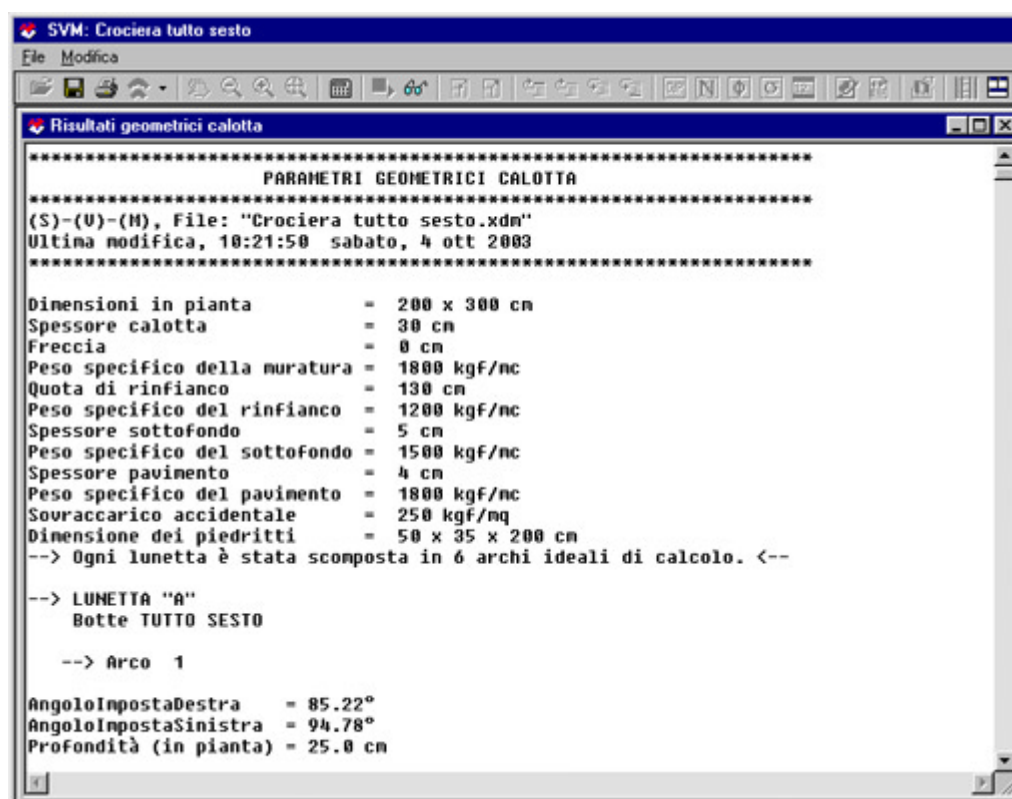 SVM: Crociera tutto sesto
File Modifica
Risultati geometrici calotta
**********************************************************************
PARAMETRI GEOMETRICI CALOTTA
**********************************************************************
(S)-(V)-(M), File: "Crociera tutto sesto.xdm"
Ultima modifica, 10:21:50 sabato, 4 ott 2003
**********************************************************************
Dimensioni in pianta = 200 x 300 cm
Spessore calotta = 30 cm
Freccia = 0 cm
Peso specifico della muratura = 1800 kgf/mc
Quota di rinfianco = 130 cm
Peso specifico del rinfianco = 1200 kgf/mc
Spessore sottofondo = 5 cm
Peso specifico del sottofondo = 1500 kgf/mc
Spessore pavimento = 4 cm
Peso specifico del pavimento = 1800 kgf/mc
Sovraccarico accidentale = 250 kgf/mq
Dimensione dei piedritti = 50 x 35 x 200 cm
--> Ogni lunetta è stata scomposta in 6 archi ideali di calcolo. <--
--> LUNETTA "A"
Botte TUTTO SESTO
--> Arco 1
AngoloImpostaDestra = 85.22°
AngoloImpostaSinistra = 94.78°
Profondità (in pianta) = 25.0 cm